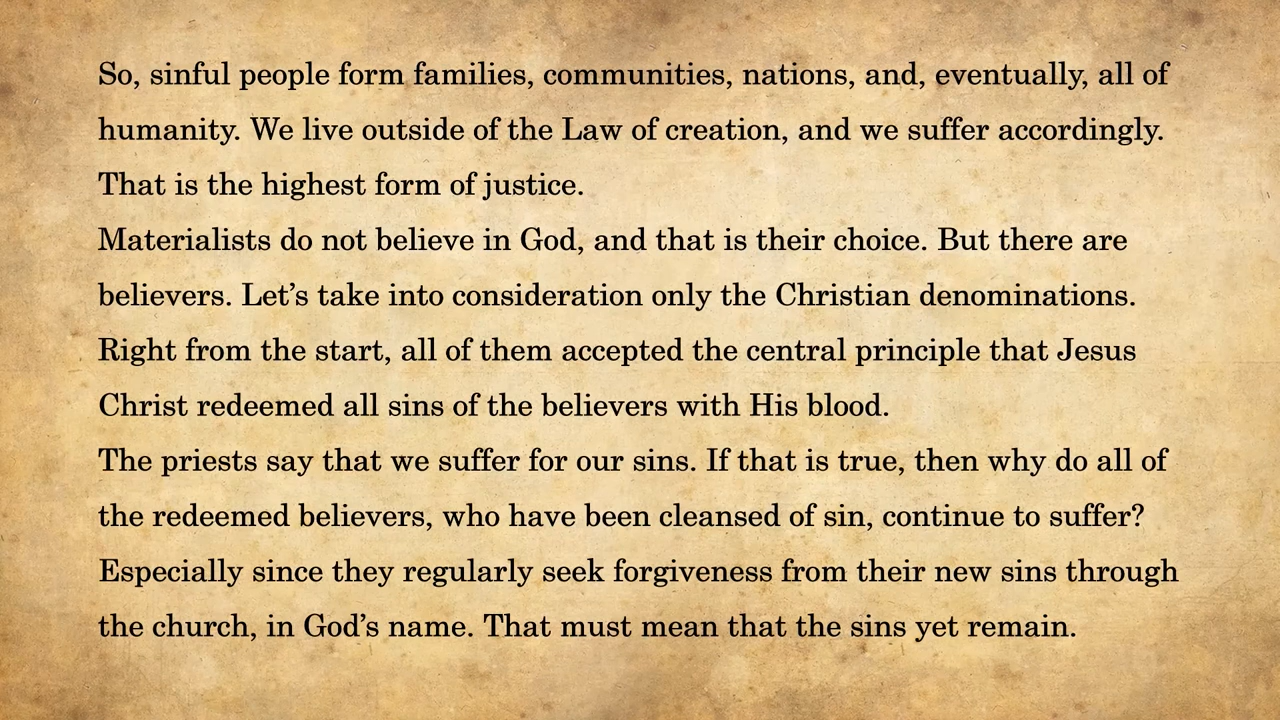 So, sinful people form families, communities, nations, and, eventually, all of
humanity. We live outside of the Law of creation, and we suffer accordingly.
That is the highest form of justice.
Materialists do not believe in God, and that is their choice. But there are
believers. Let’s take into consideration only the Christian denominations.
Right from the start, all of them accepted the central principle that Jesus
Christ redeemed all sins of the believers with His blood.
The priests say that we suffer for our sins. If that is true, then why do all of
the redeemed believers, who have been cleansed of sin, continue to suffer?
Especially since they regularly seek forgiveness from their new sins through
the church, in God’s name. That must mean that the sins yet remain.